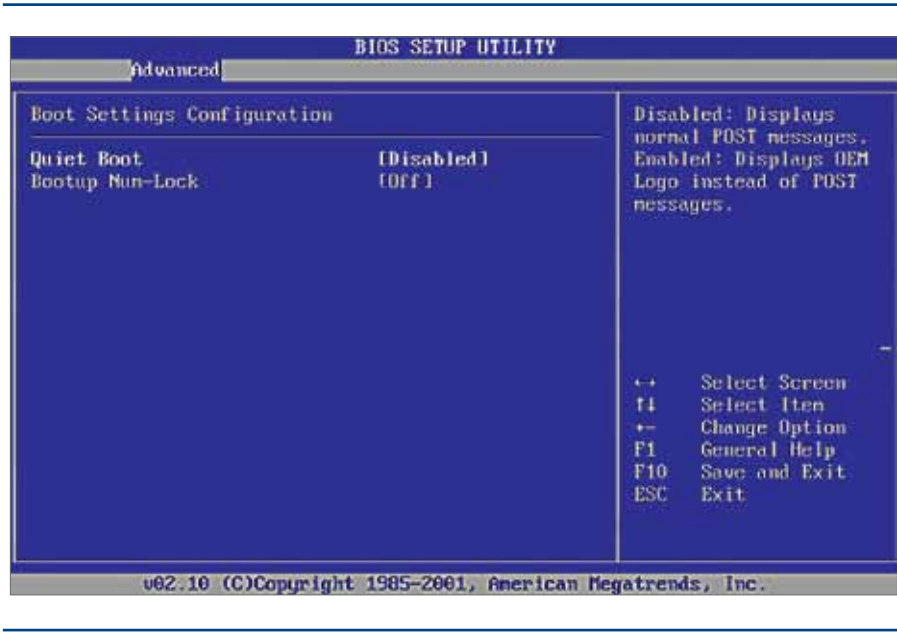 BIOS SETUP UTILITY
Advanced
Boot Settings Configuration
Quiet Boot [Disabled]
Bootup Num-Lock [Off]
Disabled: Displays
normal POST messages.
Enabled: Displays OEM
Logo instead of POST
messages.
←→ Select Screen
↑↓ Select Item
+- Change Option
F1 General Help
F10 Save and Exit
ESC Exit
v02.10 (C)Copyright 1985-2001, American Megatrends, Inc.